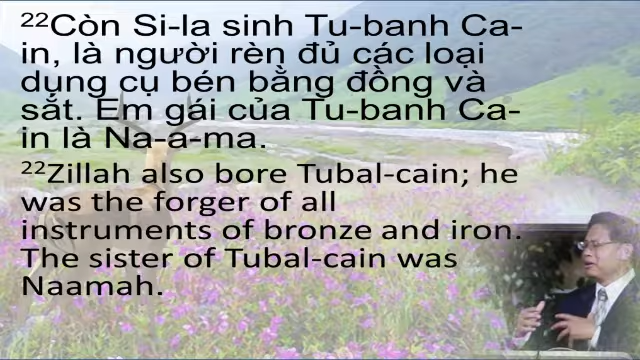 ²²Còn Si-la sinh Tu-banh Ca-
in, là người rèn đủ các loại
dụng cụ bén bằng đồng và
sắt. Em gái của Tu-banh Ca-
in là Na-a-ma.
²²Zillah also bore Tubal-cain; he
was the forger of all
instruments of bronze and iron.
The sister of Tubal-cain was
Naamah.